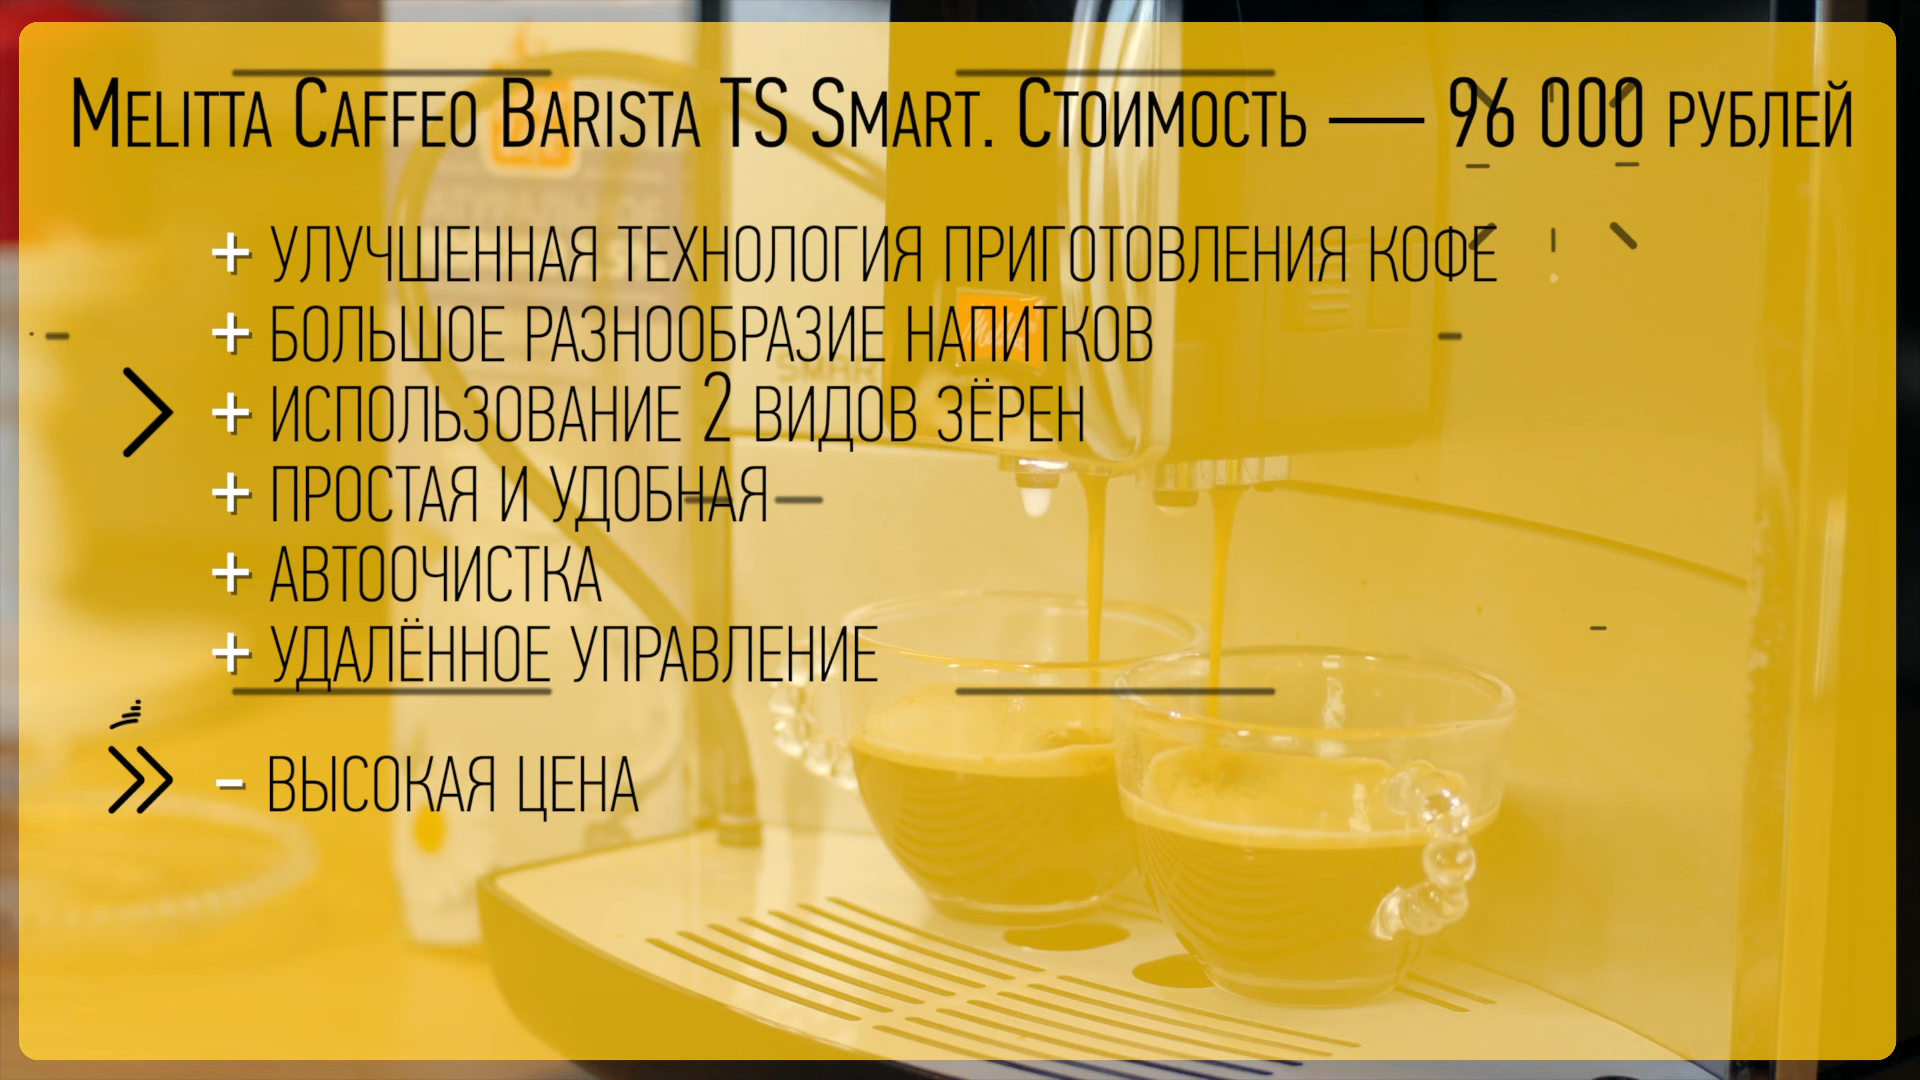 Melitta Caffeo Barista TS Smart. Стоимость — 96 000 рублей
+ УЛУЧШЕННАЯ ТЕХНОЛОГИЯ ПРИГОТОВЛЕНИЯ КОФЕ
+ БОЛЬШОЕ РАЗНООБРАЗИЕ НАПИТКОВ
+ ИСПОЛЬЗОВАНИЕ 2 ВИДОВ ЗЁРЕН
+ ПРОСТАЯ И УДОБНАЯ
+ АВТООЧИСТКА
+ УДАЛЁННОЕ УПРАВЛЕНИЕ
- ВЫСОКАЯ ЦЕНА